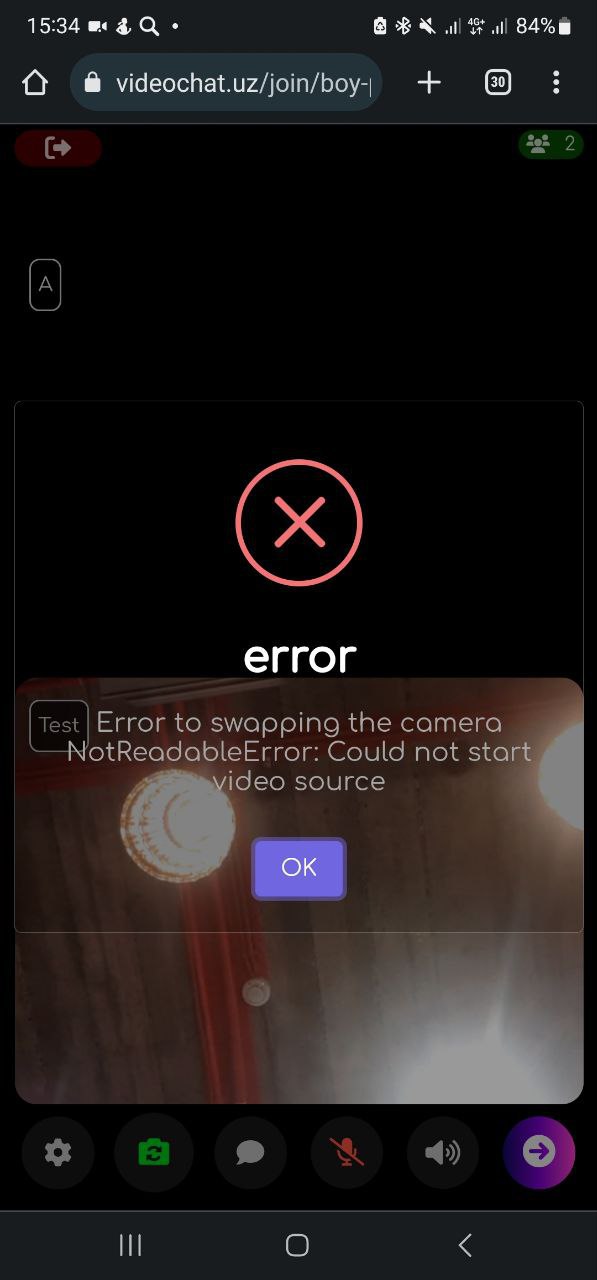 15:34
4G+
84%
videochat.uz/join/boy-
30
2
A
error
Test
Error to swapping the camera
NotReadableError: Could not start
video source
OK